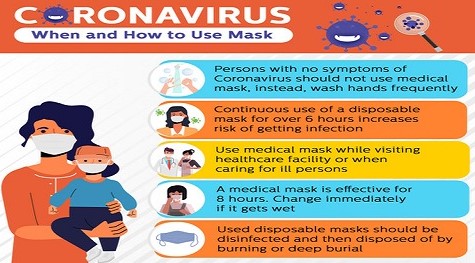 CORONAVIRUS
When and How to Use Mask
Persons with no symptoms of
Coronavirus should not use medical
mask, instead, wash hands frequently
Continuous use of a disposable
mask for over 6 hours increases
risk of getting infection
Use medical mask while visiting
healthcare facility or when
caring for ill persons
A medical mask is effective for
8 hours. Change immediately
if it gets wet
Used disposable masks should be
disinfected and then disposed of by
burning or deep burial